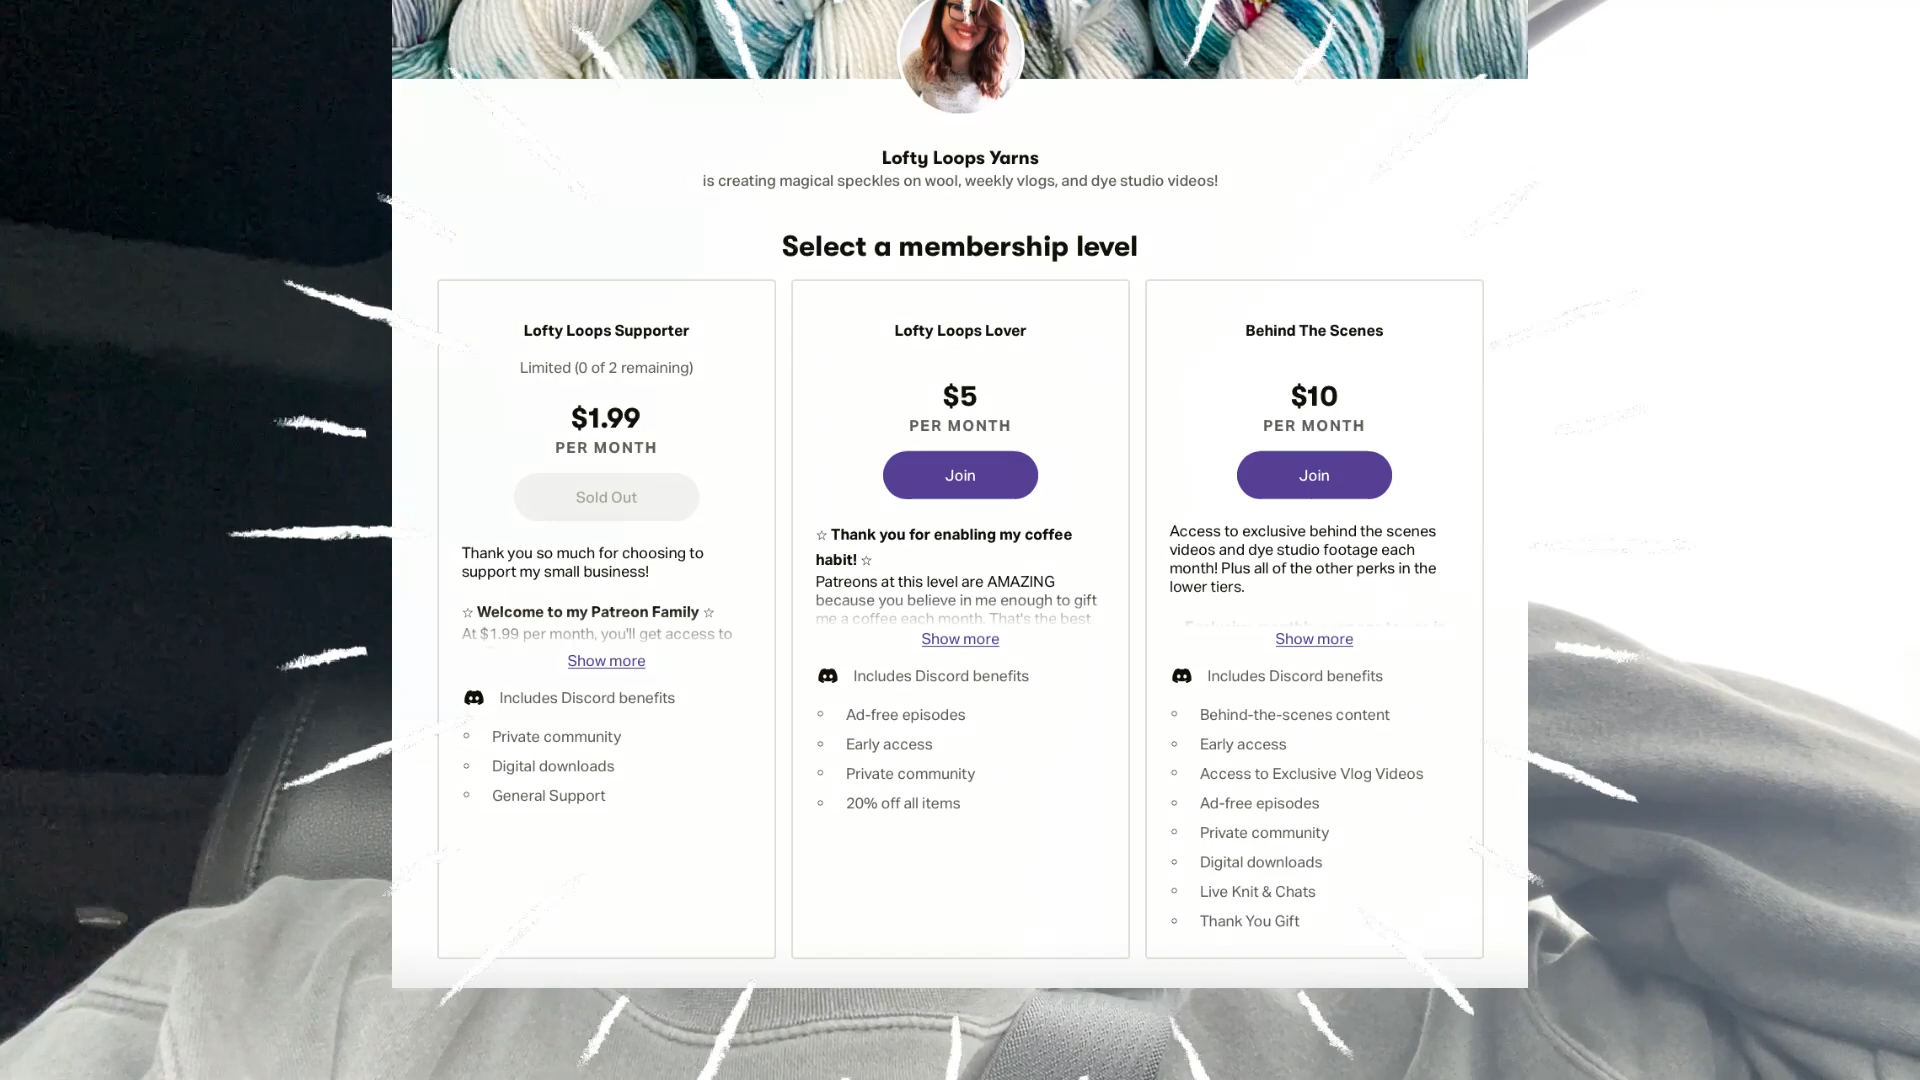 Lofty Loops Yarns
is creating magical speckles on wool, weekly vlogs, and dye studio videos!
Select a membership level
Lofty Loops Supporter
Limited (0 of 2 remaining)
$1.99
PER MONTH
Sold Out
Thank you so much for choosing to
support my small business!
☆ Welcome to my Patreon Family ☆
At $1.99 per month, you'll get access to
Show more
Includes Discord benefits
Private community
Digital downloads
General Support
Lofty Loops Lover
$5
PER MONTH
Join
☆ Thank you for enabling my coffee
habit! ☆
Patreons at this level are AMAZING
because you believe in me enough to gift
me a coffee each month. That's the best
Show more
Includes Discord benefits
Ad-free episodes
Early access
Private community
20% off all items
Behind The Scenes
$10
PER MONTH
Join
Access to exclusive behind the scenes
videos and dye studio footage each
month! Plus all of the other perks in the
lower tiers.
Show more
Includes Discord benefits
Behind-the-scenes content
Early access
Access to Exclusive Vlog Videos
Ad-free episodes
Private community
Digital downloads
Live Knit & Chats
Thank You Gift